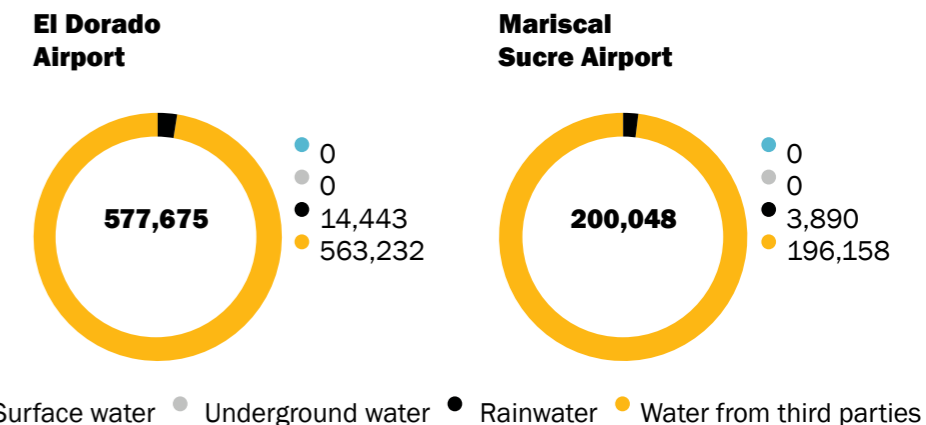 El Dorado
Airport
577,675
0
0
14,443
563,232
Mariscal
Sucre Airport
200,048
0
0
3,890
196,158
Surface water Underground water Rainwater Water from third parties